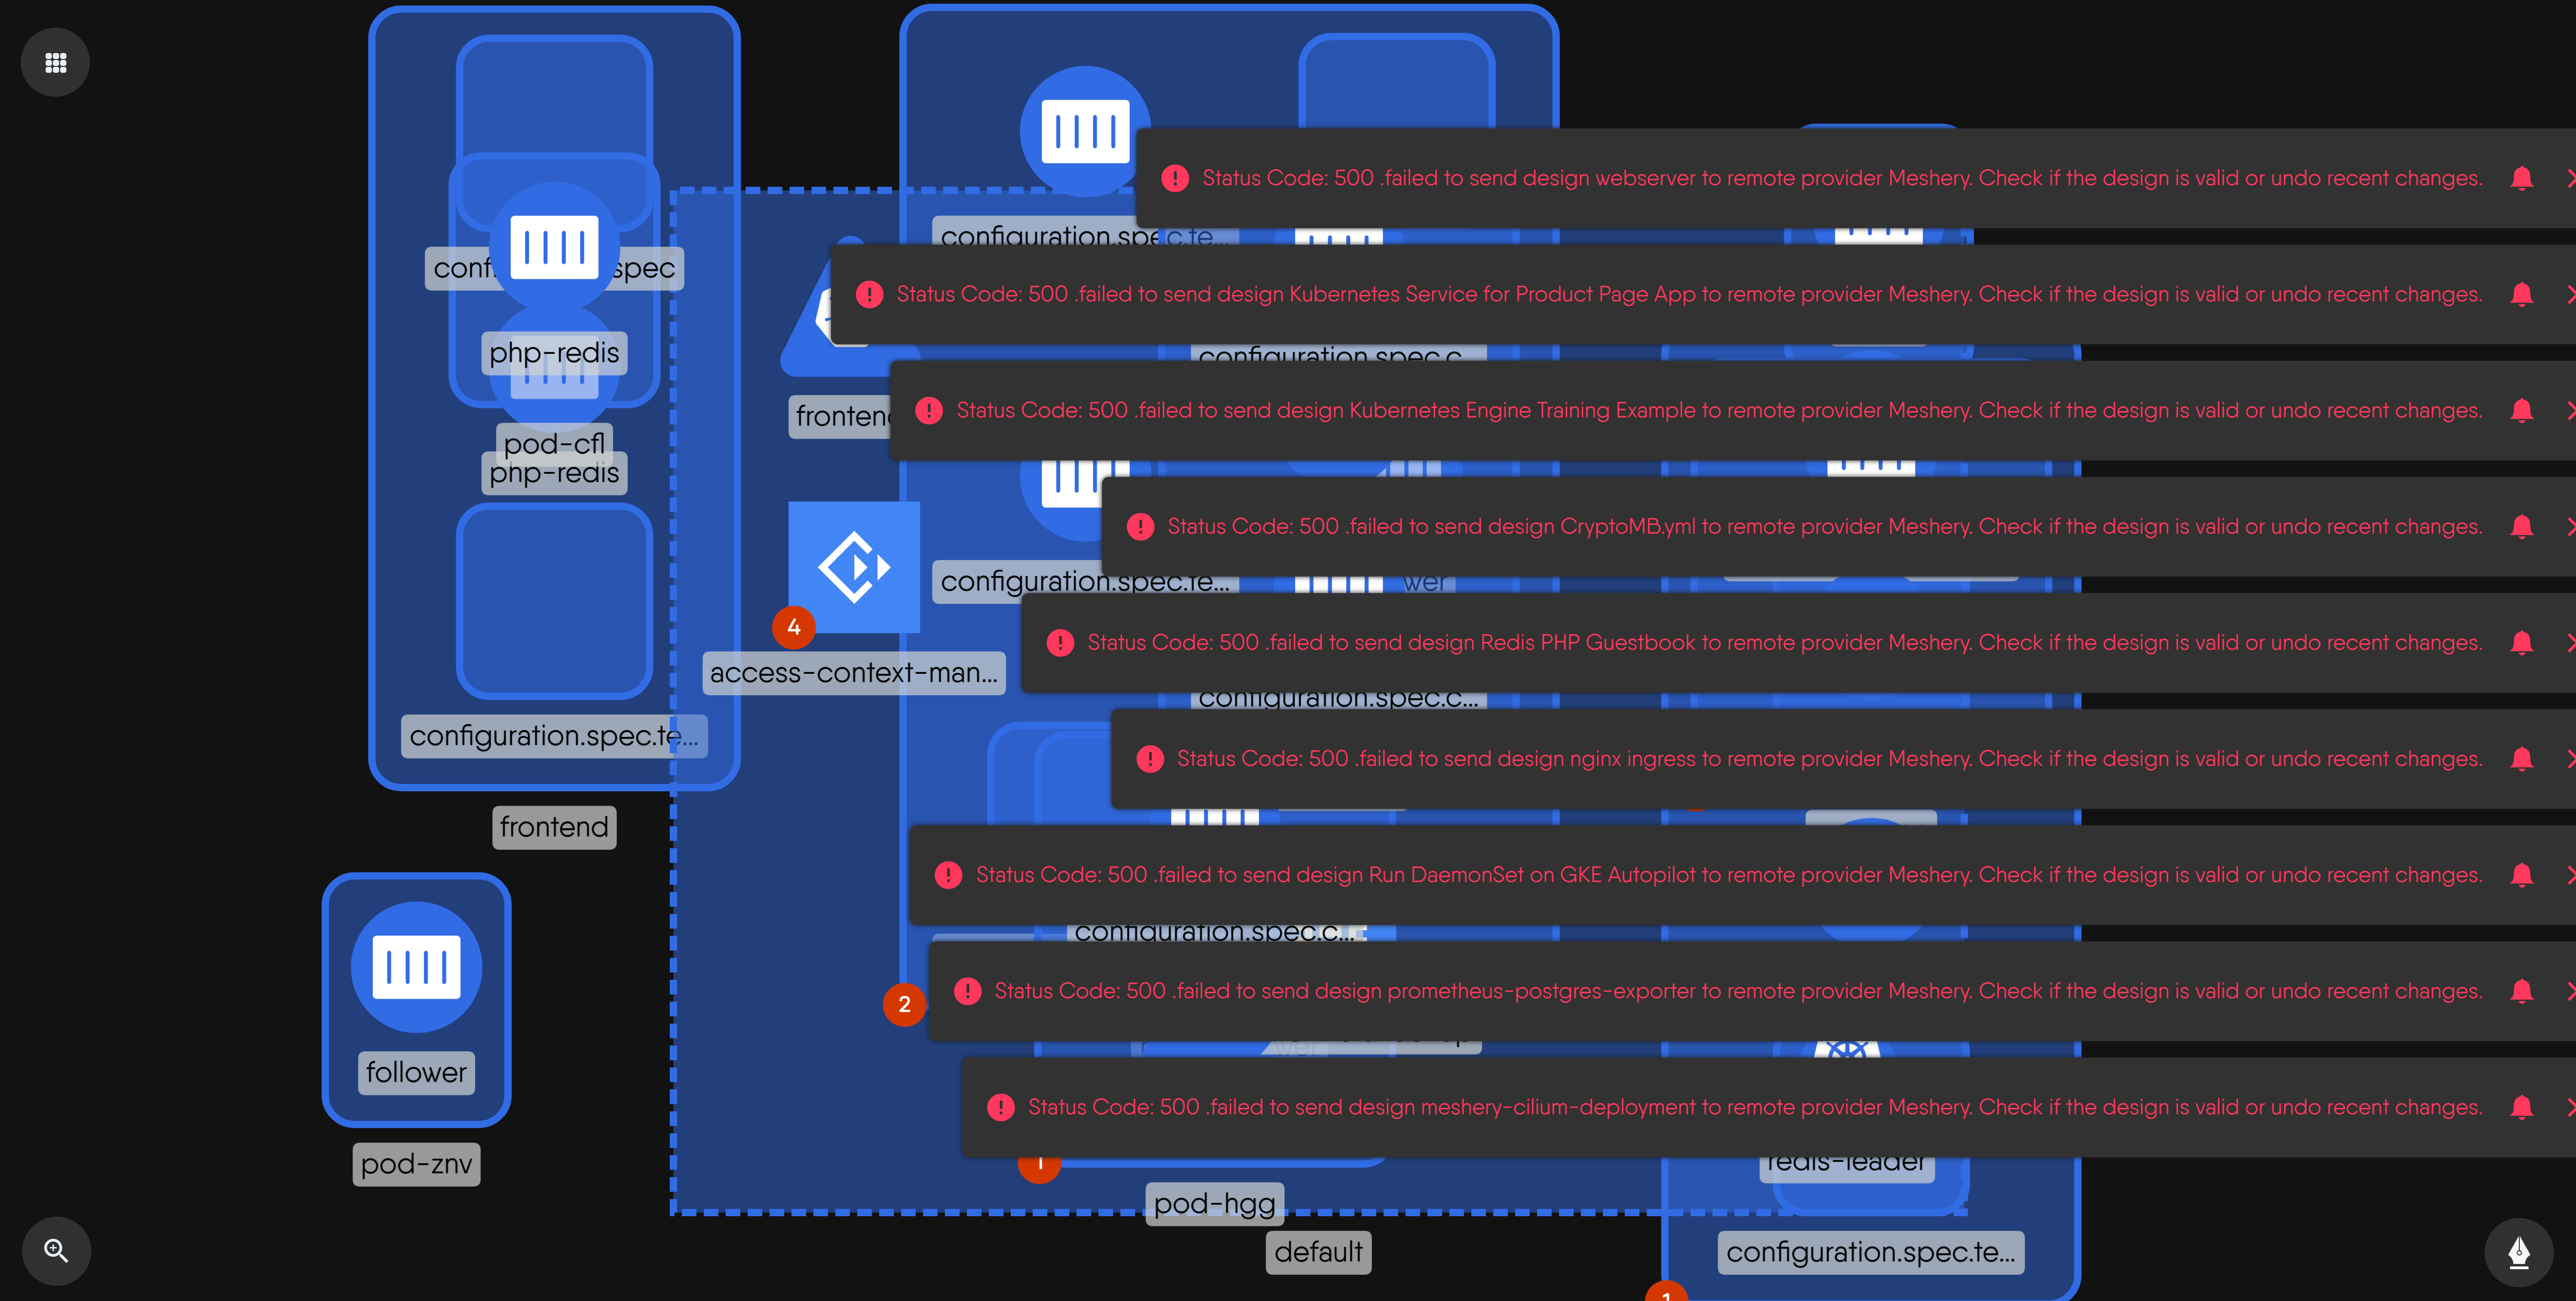 Status Code: 500 .failed to send design webserver to remote provider Meshery. Check if the design is valid or undo recent changes.
configuration.spec.te...
spec
Status Code: 500 .failed to send design Kubernetes Service for Product Page App to remote provider Meshery. Check if the design is valid or undo recent changes.
php-redis
configuration.spec.c...
Status Code: 500 .failed to send design Kubernetes Engine Training Example to remote provider Meshery. Check if the design is valid or undo recent changes.
frontend
pod-cfl
php-redis
Status Code: 500 .failed to send design CryptoMB.yml to remote provider Meshery. Check if the design is valid or undo recent changes.
configuration.spec.te...
wer
4
Status Code: 500 .failed to send design Redis PHP Guestbook to remote provider Meshery. Check if the design is valid or undo recent changes.
access-context-man...
configuration.spec.c...
configuration.spec.te...
Status Code: 500 .failed to send design nginx ingress to remote provider Meshery. Check if the design is valid or undo recent changes.
frontend
Status Code: 500 .failed to send design Run DaemonSet on GKE Autopilot to remote provider Meshery. Check if the design is valid or undo recent changes.
configuration.spec.c...
2
Status Code: 500 .failed to send design prometheus-postgres-exporter to remote provider Meshery. Check if the design is valid or undo recent changes.
follower
Status Code: 500 .failed to send design meshery-cilium-deployment to remote provider Meshery. Check if the design is valid or undo recent changes.
pod-znv
1
redis-leader
pod-hgg
default
configuration.spec.te...
1